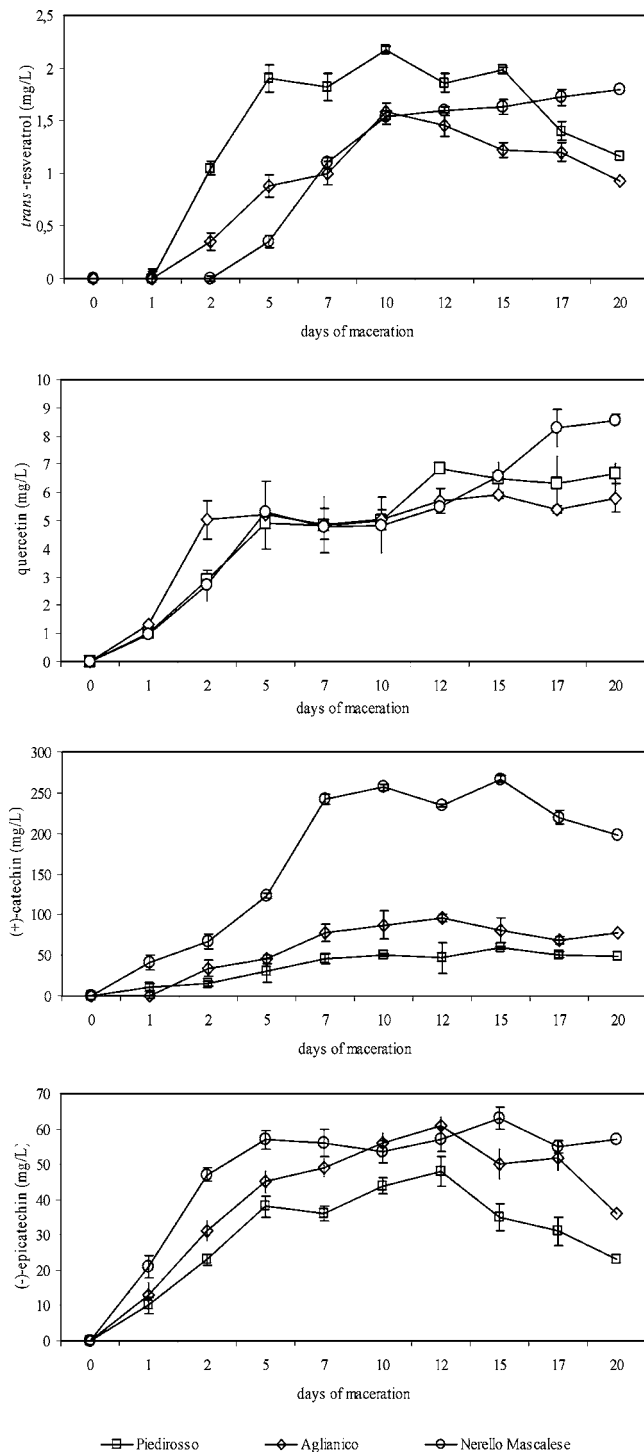 2,5
2
1,5
1
0,5
0
trans-resveratrol (mg/L)
0 1 2 5 7 10 12 15 17 20
days of maceration
10
9
8
7
6
5
4
3
2
1
0
quercetin (mg/L)
0 1 2 5 7 10 12 15 17 20
days of maceration
300
250
200
150
100
50
0
(+)-catechin (mg/L)
0 1 2 5 7 10 12 15 17 20
days of maceration
70
60
50
40
30
20
10
0
(-)-epicatechin (mg/L)
0 1 2 5 7 10 12 15 17 20
days of maceration
Piedirosso Aglianico Nerello Mascalese